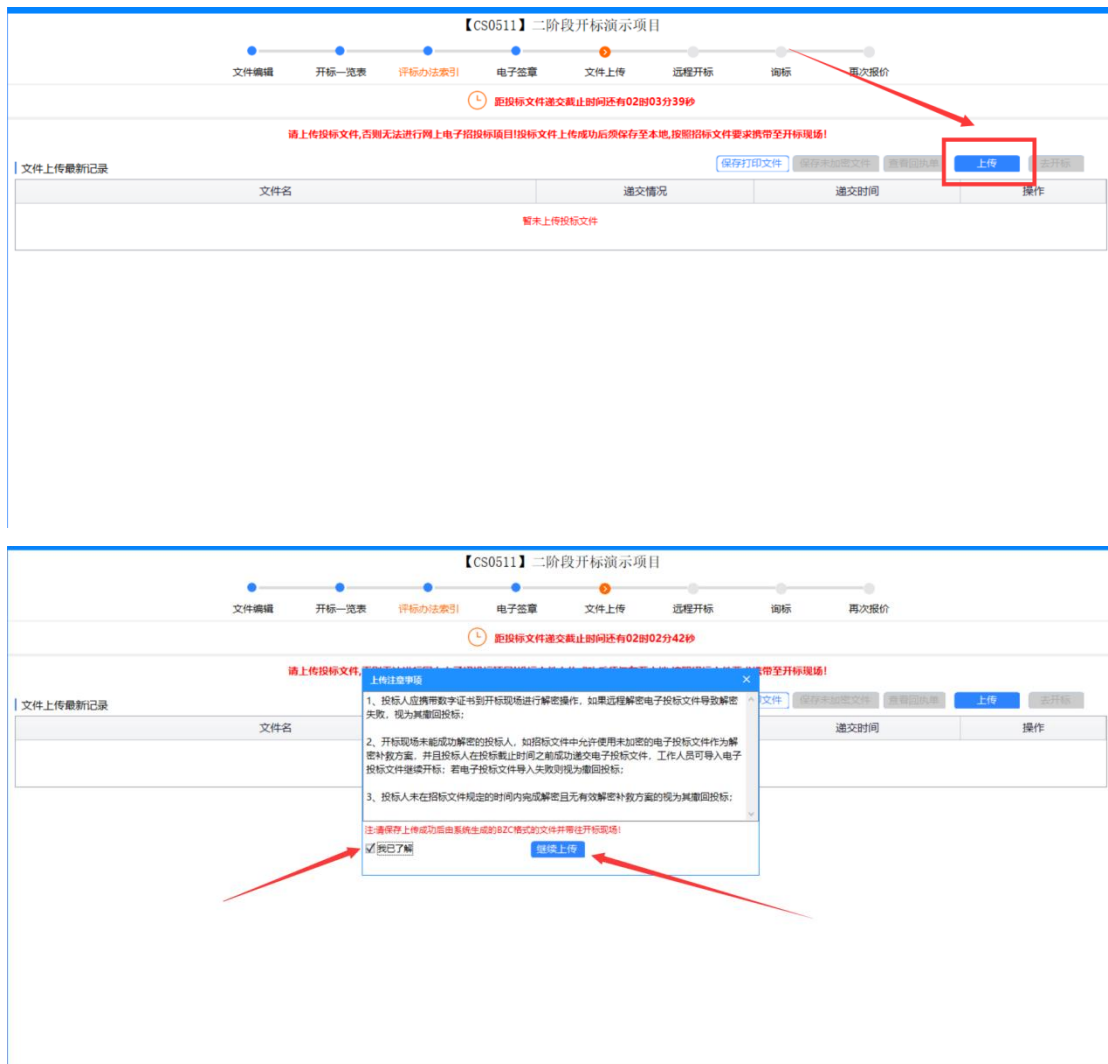 【CS0511】二阶段开标演示项目
文件编辑 开标一览表 评标办法索引 电子签章 文件上传 远程开标 询标 再次报价
距投标文件递交截止时间还有02时03分39秒
请上传投标文件,否则无法进行网上电子招投标项目!投标文件上传成功后须保存至本地,按照招标文件要求携带至开标现场!
文件上传最新记录 保存打印文件 保存未加密文件 查看回执单 上传 去开标
文件名 递交情况 递交时间 操作
暂未上传投标文件
【CS0511】二阶段开标演示项目
文件编辑 开标一览表 评标办法索引 电子签章 文件上传 远程开标 询标 再次报价
距投标文件递交截止时间还有02时02分42秒
请上传投标文件, 携带至开标现场!
上传注意事项
文件上传最新记录 文件 保存未加密文件 查看回执单 上传 去开标
1、投标人应携带数字证书到开标现场进行解密操作，如果远程解密电子投标文件导致解密
失败，视为其撤回投标；
文件名 递交时间 操作
2、开标现场未能成功解密的投标人，如招标文件中允许使用未加密的电子投标文件作为解
密补救方案，并且投标人在投标截止时间之前成功递交电子投标文件，工作人员可导入电子
投标文件继续开标；若电子投标文件导入失败则视为撤回投标；
3、投标人未在招标文件规定的时间内完成解密且无有效解密补救方案的视为其撤回投标；
注:请保存上传成功后由系统生成的BZC格式的文件并带往开标现场!
我已了解 继续上传